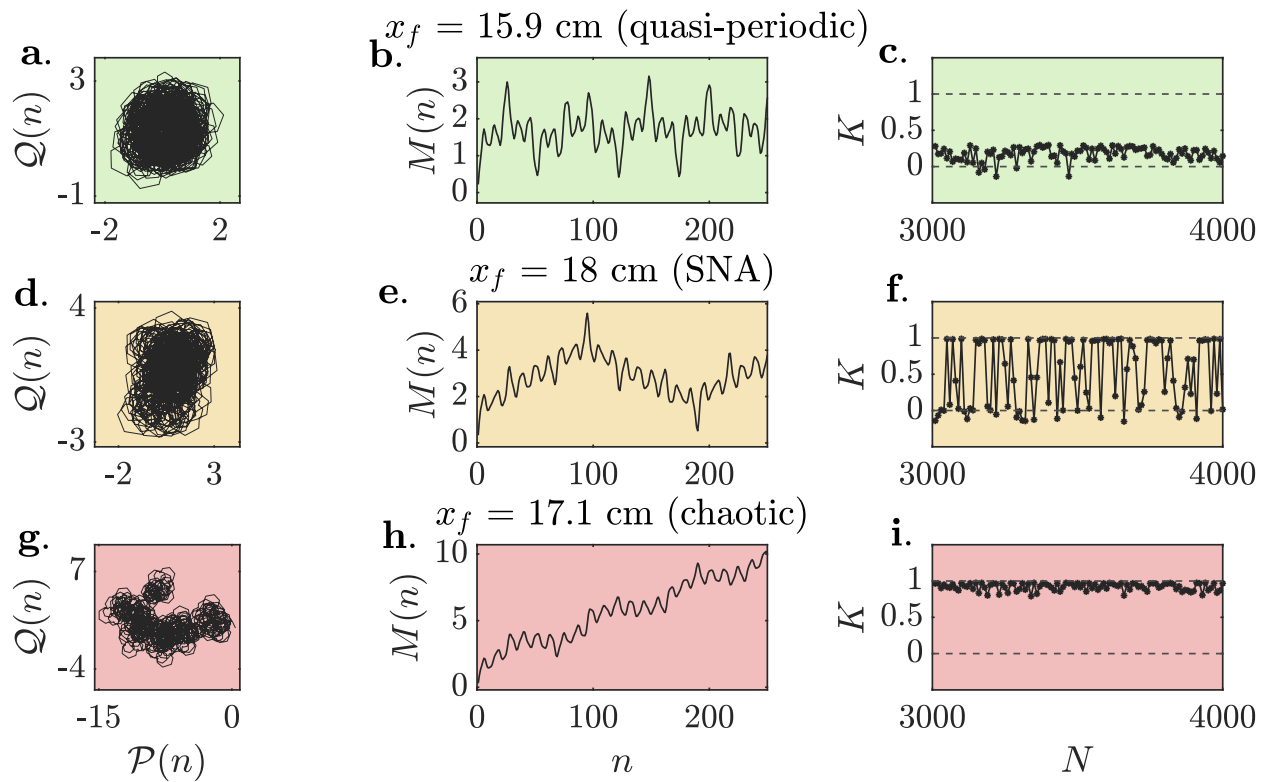 x_f = 15.9 cm (quasi-periodic)
a. b. c.
Q(n) 3 -1 -2 2
M(n) 3 2 1 0 0 100 200
K 1 0.5 0 3000 4000
x_f = 18 cm (SNA)
d. e. f.
Q(n) 4 -3 -2 3
M(n) 6 4 2 0 0 100 200
K 1 0.5 0 3000 4000
x_f = 17.1 cm (chaotic)
g. h. i.
Q(n) 7 -4 -15 0
M(n) 10 5 0 0 100 200
K 1 0.5 0 3000 4000
P(n) n N